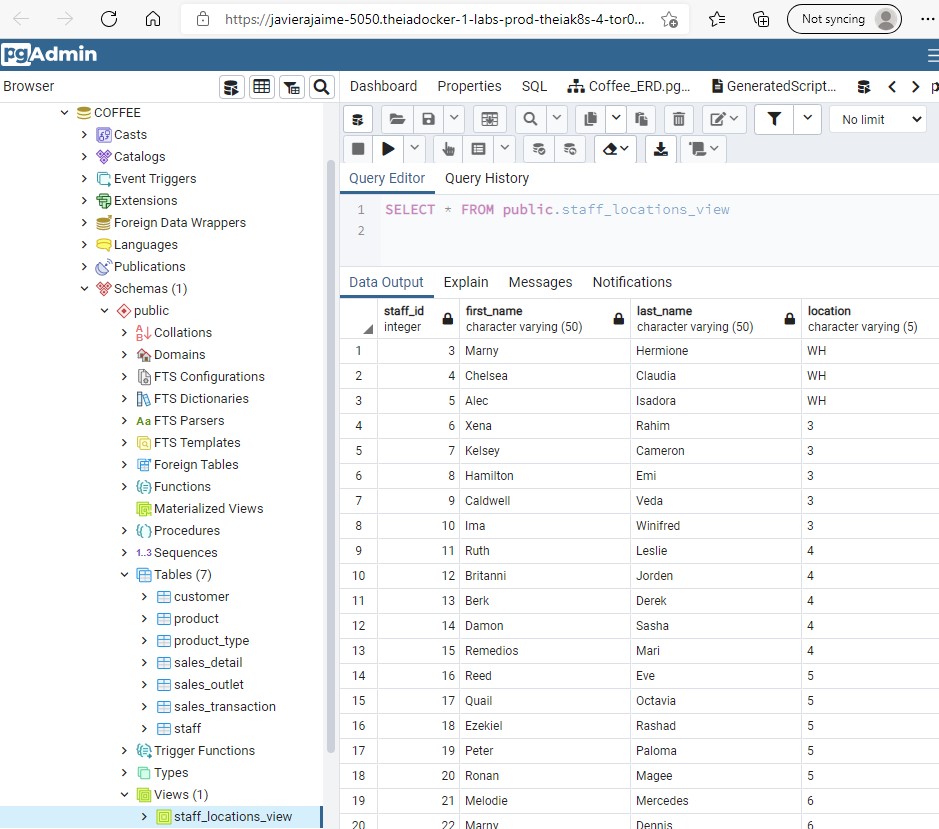 https://javierajaime-5050.theiadocker-1-labs-prod-theiak8s-4-tor0...
Not syncing
pgAdmin
Browser
Dashboard Properties SQL Coffee_ERD.pg... GeneratedScript...
No limit
COFFEE
Casts
Catalogs
Event Triggers
Extensions
Foreign Data Wrappers
Languages
Publications
Schemas (1)
public
Collations
Domains
FTS Configurations
FTS Dictionaries
Aa FTS Parsers
FTS Templates
Foreign Tables
Functions
Materialized Views
Procedures
1..3 Sequences
Tables (7)
customer
product
product_type
sales_detail
sales_outlet
sales_transaction
staff
Trigger Functions
Types
Views (1)
staff_locations_view
Query Editor Query History
1 SELECT * FROM public.staff_locations_view
2
Data Output Explain Messages Notifications
staff_id first_name last_name location
integer character varying (50) character varying (50) character varying (5)
1 3 Marny Hermione WH
2 4 Chelsea Claudia WH
3 5 Alec Isadora WH
4 6 Xena Rahim 3
5 7 Kelsey Cameron 3
6 8 Hamilton Emi 3
7 9 Caldwell Veda 3
8 10 Ima Winifred 3
9 11 Ruth Leslie 4
10 12 Britanni Jorden 4
11 13 Berk Derek 4
12 14 Damon Sasha 4
13 15 Remedios Mari 4
14 16 Reed Eve 5
15 17 Quail Octavia 5
16 18 Ezekiel Rashad 5
17 19 Peter Paloma 5
18 20 Ronan Magee 5
19 21 Melodie Mercedes 6
20 22 Marny Dennis 6